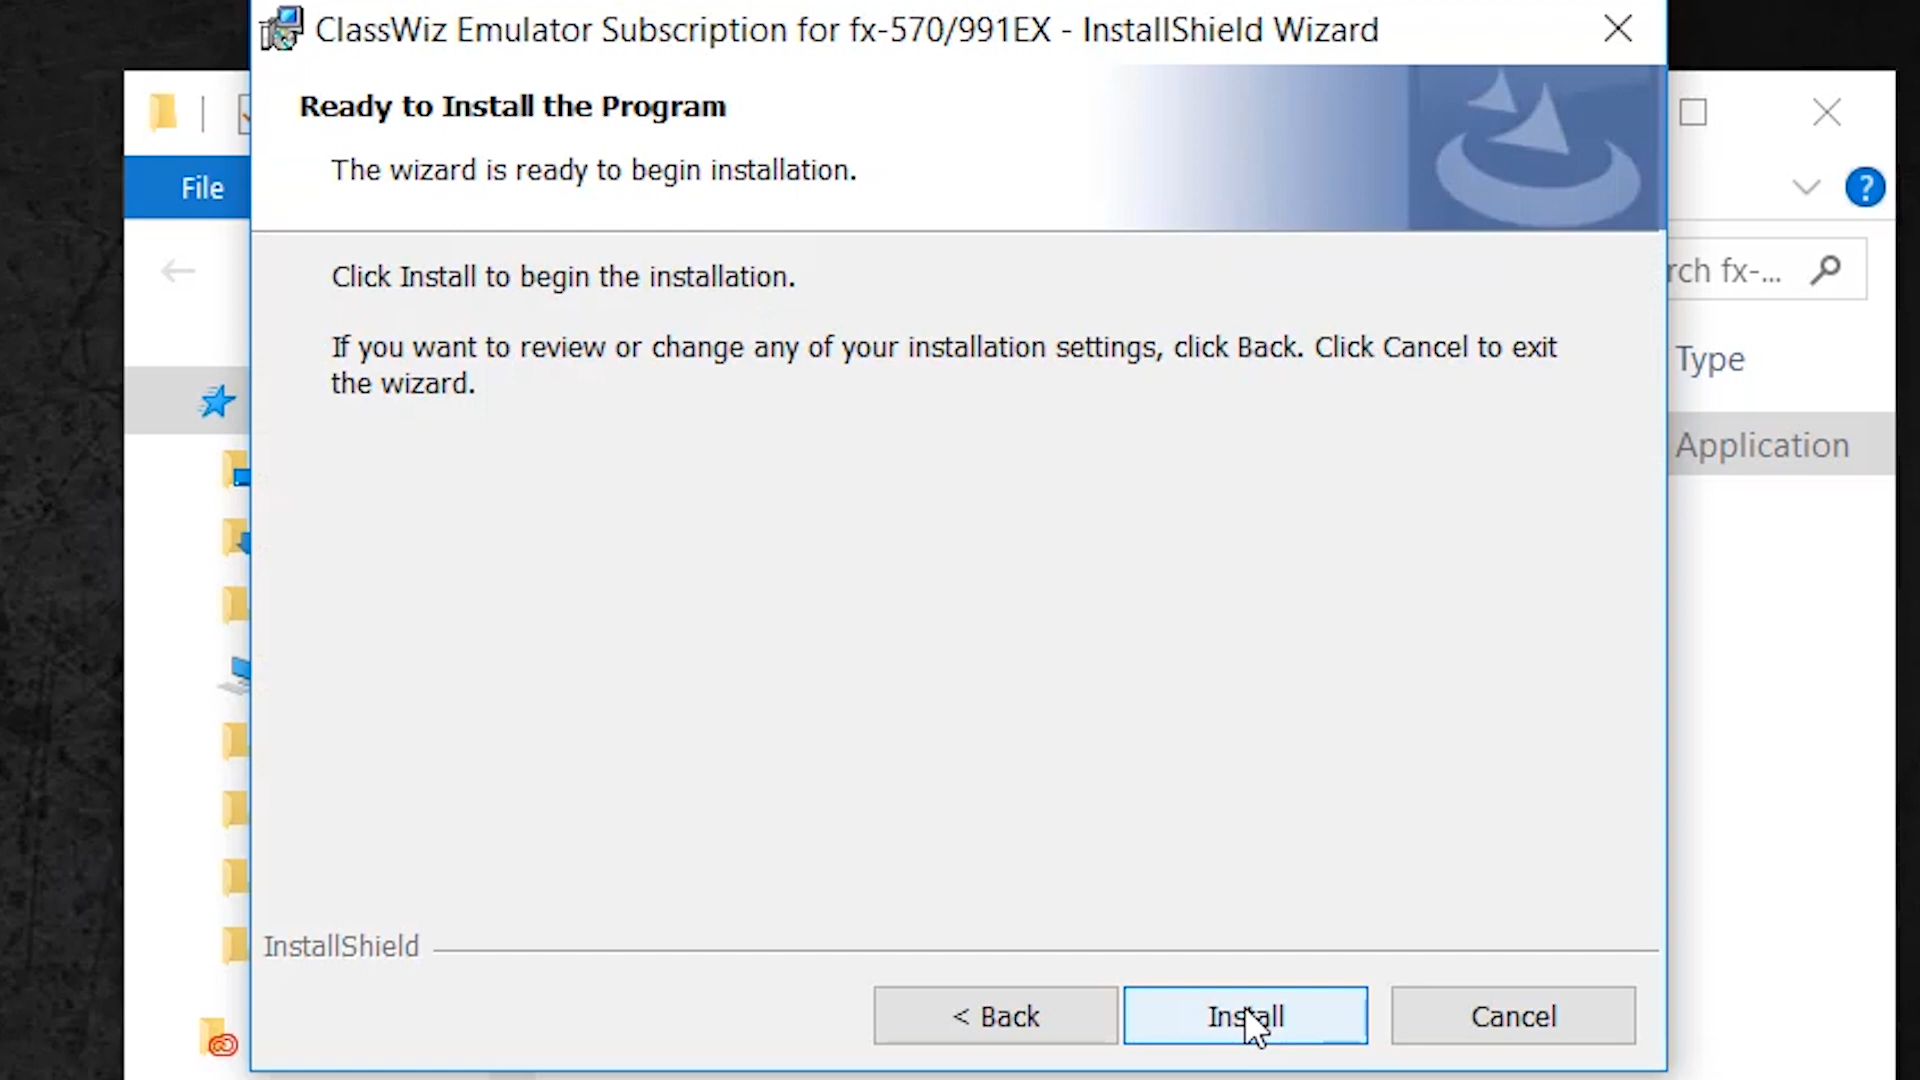 ClassWiz Emulator Subscription for fx-570/991EX - InstallShield Wizard
Ready to Install the Program
The wizard is ready to begin installation.
File
?
Click Install to begin the installation.
rch fx-...
If you want to review or change any of your installation settings, click Back. Click Cancel to exit
the wizard.
Type
Application
InstallShield
< Back
Install
Cancel